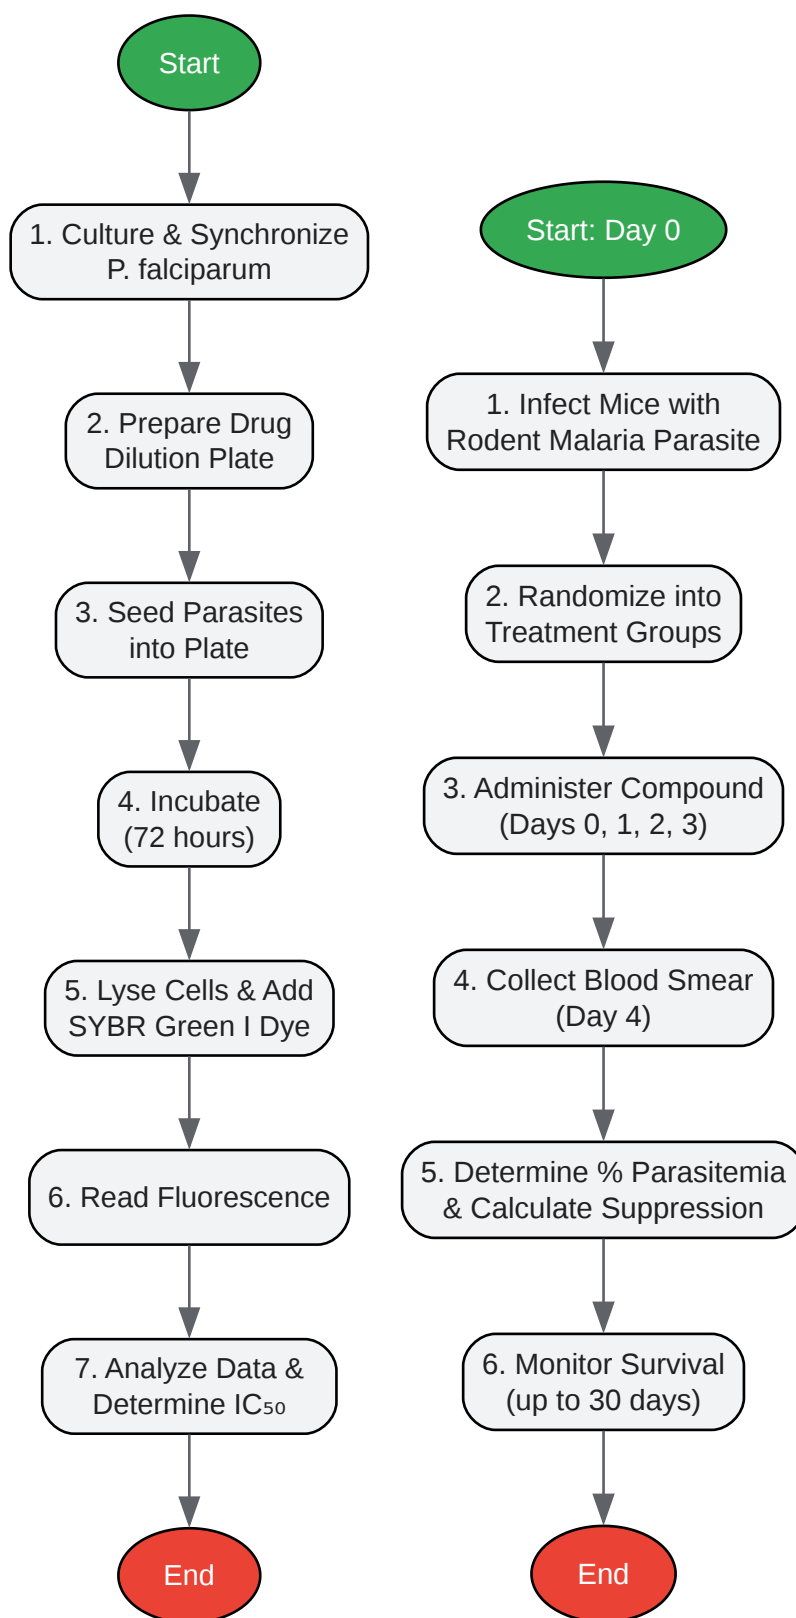 Start
1. Culture & Synchronize
P. falciparum
2. Prepare Drug
Dilution Plate
3. Seed Parasites
into Plate
4. Incubate
(72 hours)
5. Lyse Cells & Add
SYBR Green I Dye
6. Read Fluorescence
7. Analyze Data &
Determine IC₅₀
End
Start: Day 0
1. Infect Mice with
Rodent Malaria Parasite
2. Randomize into
Treatment Groups
3. Administer Compound
(Days 0, 1, 2, 3)
4. Collect Blood Smear
(Day 4)
5. Determine % Parasitemia
& Calculate Suppression
6. Monitor Survival
(up to 30 days)
End